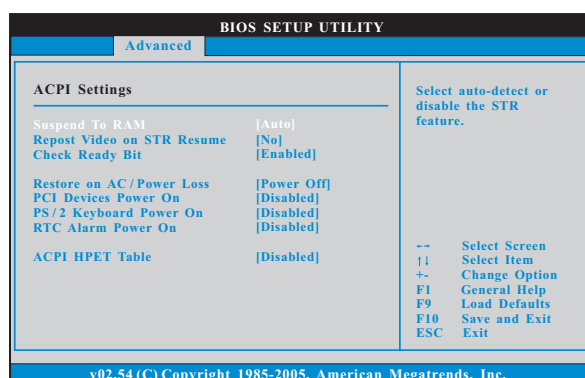 BIOS SETUP UTILITY
Advanced
ACPI Settings
Suspend To RAM [Auto]
Repost Video on STR Resume [No]
Check Ready Bit [Enabled]
Restore on AC / Power Loss [Power Off]
PCI Devices Power On [Disabled]
PS / 2 Keyboard Power On [Disabled]
RTC Alarm Power On [Disabled]
ACPI HPET Table [Disabled]
Select auto-detect or
disable the STR
feature.
←→ Select Screen
↑↓ Select Item
+- Change Option
F1 General Help
F9 Load Defaults
F10 Save and Exit
ESC Exit
v02.54 (C) Copyright 1985-2005, American Megatrends, Inc.